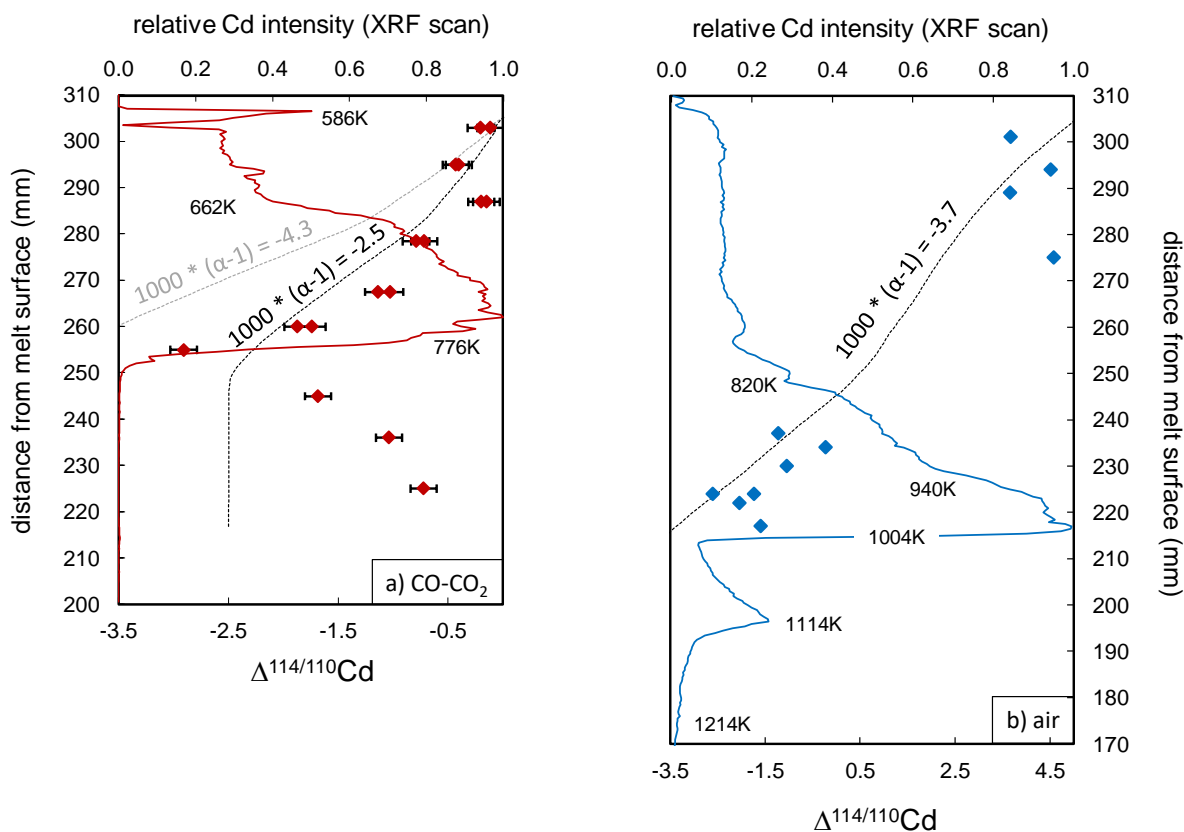 relative Cd intensity (XRF scan)
0.0 0.2 0.4 0.6 0.8 1.0
310
300
290
280
270
260
250
240
230
220
210
200
distance from melt surface (mm)
586K
662K
776K
1000 * (α-1) = -4.3
1000 * (α-1) = -2.5
a) CO-CO₂
-3.5 -2.5 -1.5 -0.5
Δ¹¹⁴/¹¹⁰Cd
relative Cd intensity (XRF scan)
0.0 0.2 0.4 0.6 0.8 1.0
310
300
290
280
270
260
250
240
230
220
210
200
190
180
170
distance from melt surface (mm)
1000 * (α-1) = -3.7
820K
940K
1004K
1114K
1214K
b) air
-3.5 -1.5 0.5 2.5 4.5
Δ¹¹⁴/¹¹⁰Cd